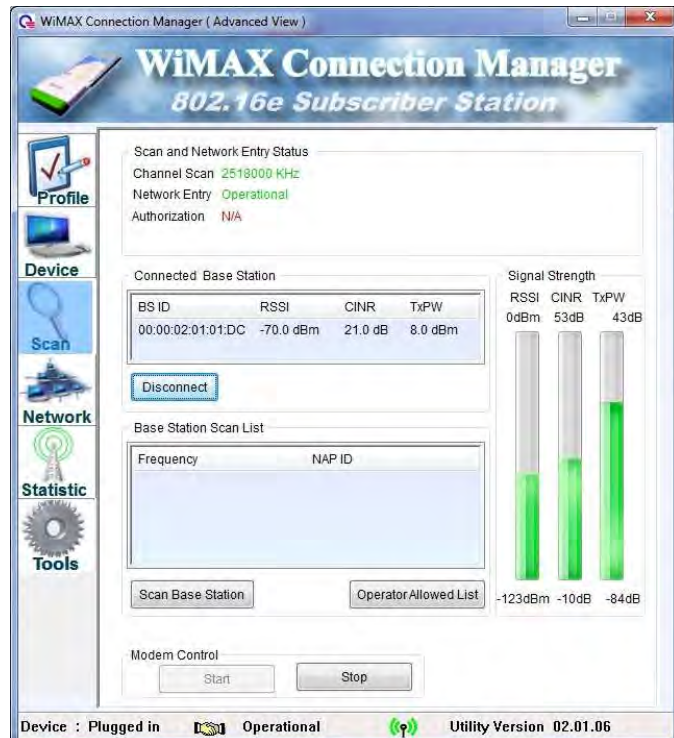 WiMAX Connection Manager ( Advanced View )
WiMAX Connection Manager
802.16e Subscriber Station
Profile
Device
Scan
Network
Statistic
Tools
Scan and Network Entry Status
Channel Scan 2518000 KHz
Network Entry Operational
Authorization N/A
Connected Base Station
BS ID RSSI CINR TxPW
00:00:02:01:01:DC -70.0 dBm 21.0 dB 8.0 dBm
Disconnect
Base Station Scan List
Frequency NAP ID
Scan Base Station Operator Allowed List
Signal Strength
RSSI CINR TxPW
0dBm 53dB 43dB
-123dBm -10dB -84dB
Modem Control
Start Stop
Device : Plugged in Operational Utility Version 02.01.06